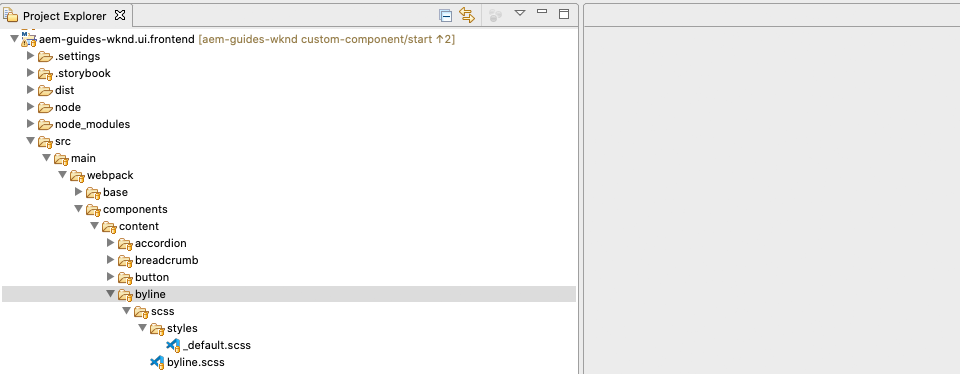 Project Explorer
aem-guides-wknd.ui.frontend [aem-guides-wknd custom-component/start ↑2]
.settings
.storybook
dist
node
node_modules
src
main
webpack
base
components
content
accordion
breadcrumb
button
byline
scss
styles
_default.scss
byline.scss